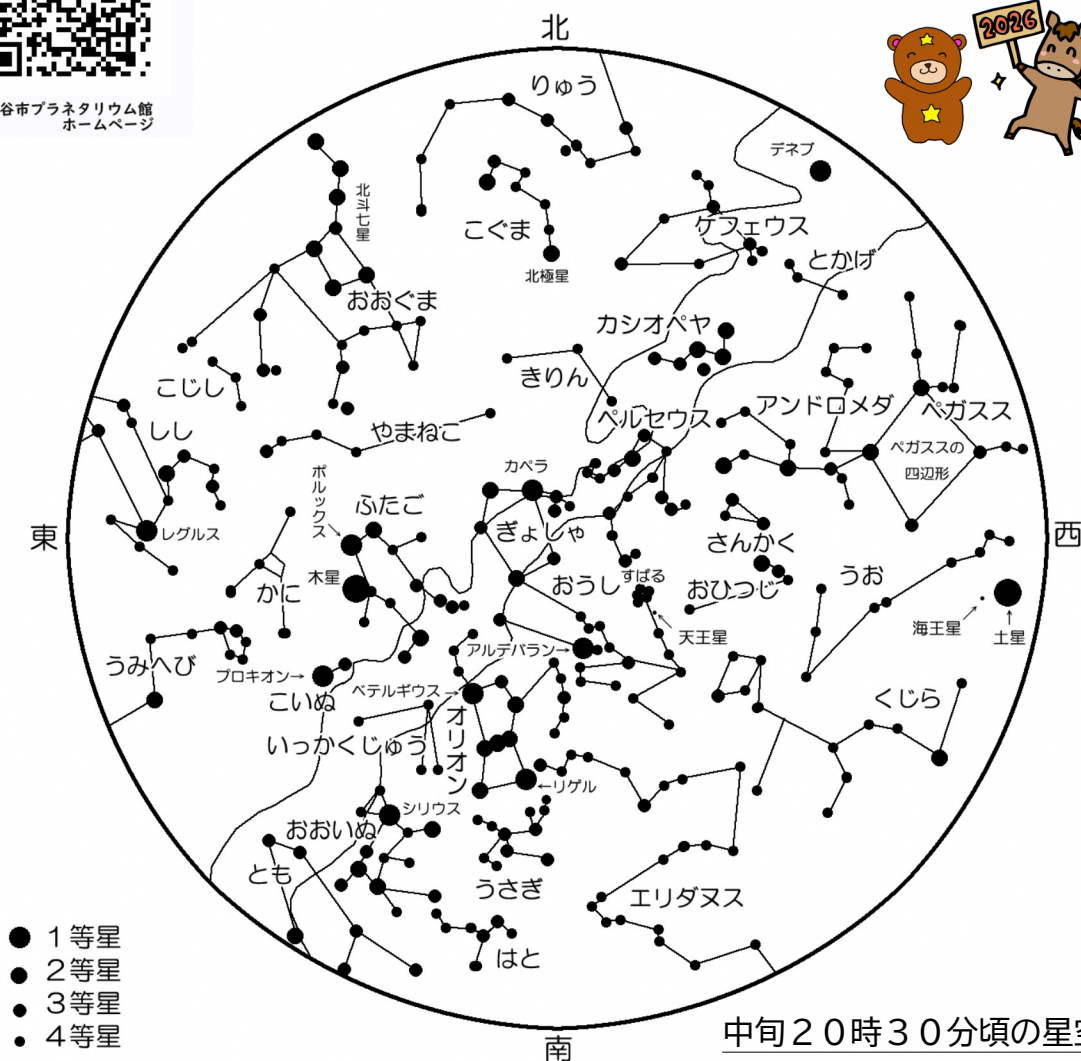 谷市プラネタリウム館
ホームページ
2026
北
りゅう
デネブ
北斗七星
こぐま
北極星
ケフェウス
とかげ
おおぐま
カシオペヤ
きりん
こじし
しし
やまねこ
ペルセウス
アンドロメダ
ペガスス
ペガススの
四辺形
ポルックス
カペラ
ふたご
ぎょしゃ
東
レグルス
さんかく
西
木星
かに
おうし
すばる
おひつじ
うお
天王星
海王星
↑
土星
うみへび
プロキオン→
こいぬ
アルデバラン→
ベテルギウス→
オリオン
くじら
いっかくじゅう
←リゲル
シリウス
おおいぬ
とも
うさぎ
エリダヌス
はと
1等星
2等星
3等星
4等星
南
中旬20時30分頃の星空